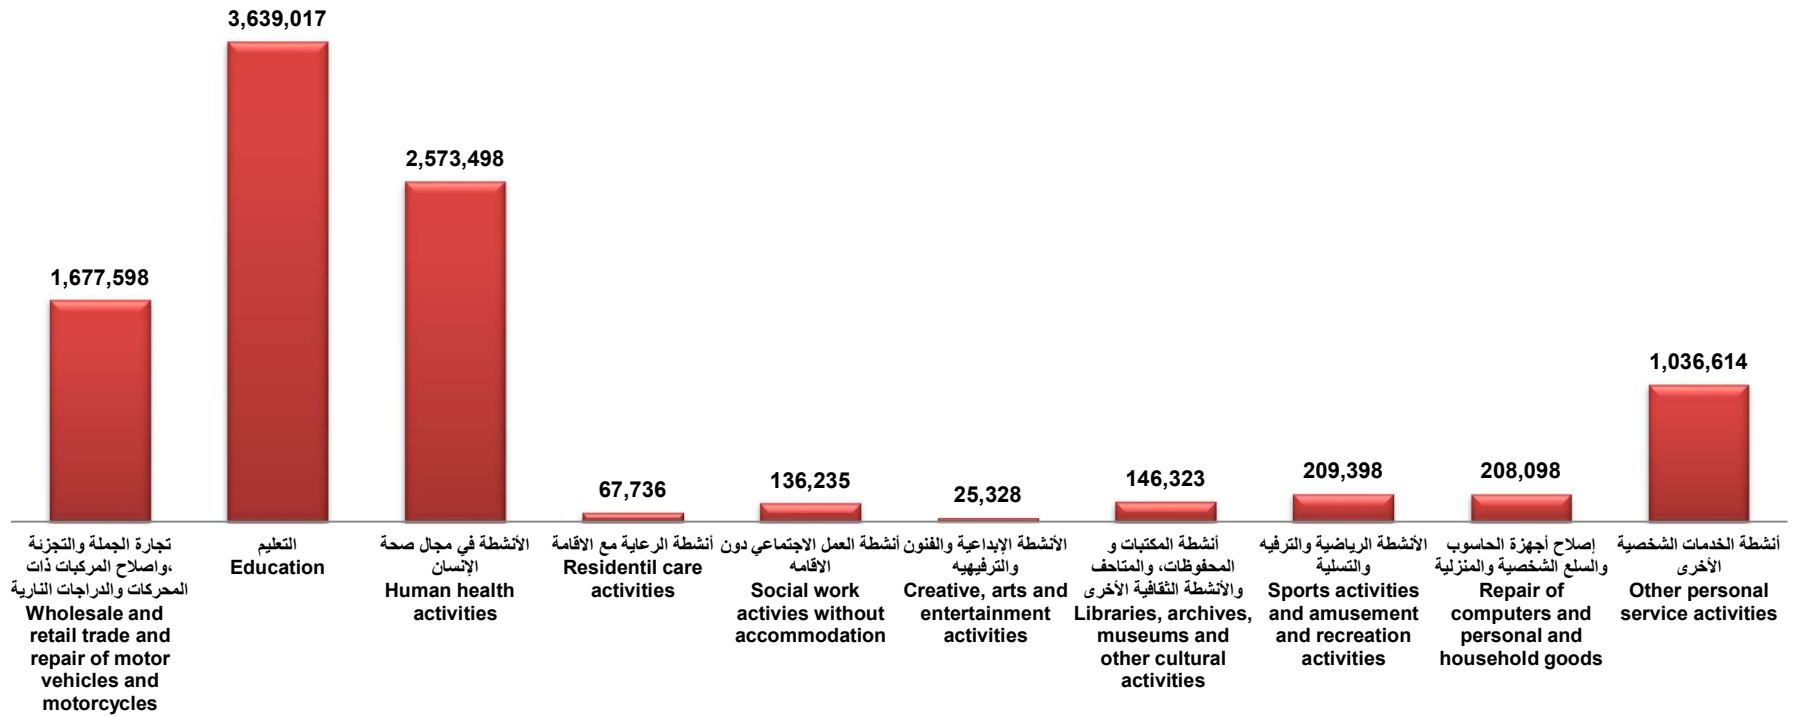 3,639,017
2,573,498
1,677,598
1,036,614
67,736
136,235
25,328
146,323
209,398
208,098
تجارة الجملة والتجزئة
،واصلاح المركبات ذات
المحركات والدراجات النارية
Wholesale and
retail trade and
repair of motor
vehicles and
motorcycles
التعليم
Education
الأنشطة في مجال صحة
الإنسان
Human health
activities
أنشطة الرعاية مع الاقامة
Residentil care
activities
أنشطة العمل الاجتماعي دون
الاقامه
Social work
activies without
accommodation
الأنشطة الإبداعية والفنون
والترفيهيه
Creative, arts and
entertainment
activities
أنشطة المكتبات و
المحفوظات، والمتاحف
والأنشطة الثقافية الأخرى
Libraries, archives,
museums and
other cultural
activities
الأنشطة الرياضية والترفيه
والتسلية
Sports activities
and amusement
and recreation
activities
إصلاح أجهزة الحاسوب
والسلع الشخصية والمنزلية
Repair of
computers and
personal and
household goods
أنشطة الخدمات الشخصية
الأخرى
Other personal
service activities